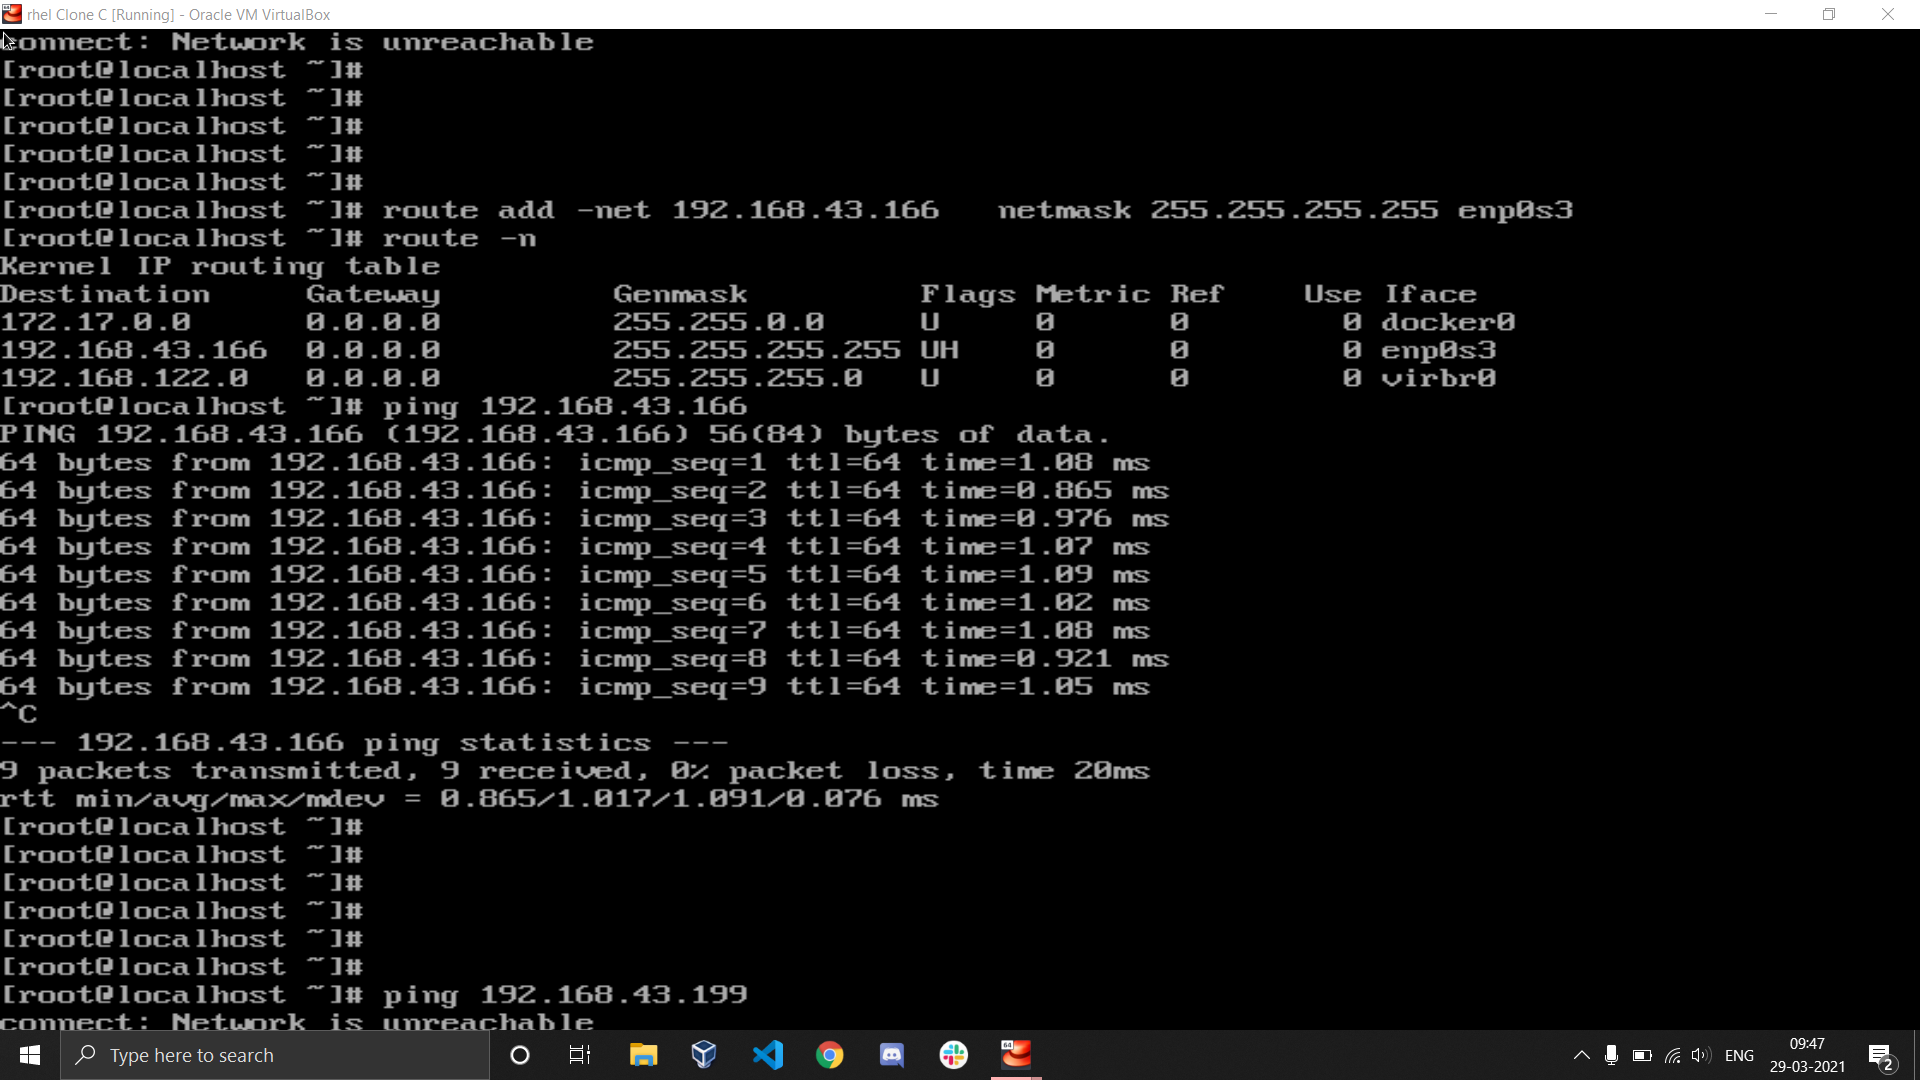 rhel Clone C [Running] - Oracle VM VirtualBox
connect: Network is unreachable
[root@localhost ~]#
[root@localhost ~]#
[root@localhost ~]#
[root@localhost ~]#
[root@localhost ~]#
[root@localhost ~]# route add -net 192.168.43.166   netmask 255.255.255.255 enp0s3
[root@localhost ~]# route -n
Kernel IP routing table
Destination     Gateway         Genmask         Flags Metric Ref    Use Iface
172.17.0.0      0.0.0.0         255.255.0.0     U     0      0        0 docker0
192.168.43.166  0.0.0.0         255.255.255.255 UH    0      0        0 enp0s3
192.168.122.0   0.0.0.0         255.255.255.0   U     0      0        0 virbr0
[root@localhost ~]# ping 192.168.43.166
PING 192.168.43.166 (192.168.43.166) 56(84) bytes of data.
64 bytes from 192.168.43.166: icmp_seq=1 ttl=64 time=1.08 ms
64 bytes from 192.168.43.166: icmp_seq=2 ttl=64 time=0.865 ms
64 bytes from 192.168.43.166: icmp_seq=3 ttl=64 time=0.976 ms
64 bytes from 192.168.43.166: icmp_seq=4 ttl=64 time=1.07 ms
64 bytes from 192.168.43.166: icmp_seq=5 ttl=64 time=1.09 ms
64 bytes from 192.168.43.166: icmp_seq=6 ttl=64 time=1.02 ms
64 bytes from 192.168.43.166: icmp_seq=7 ttl=64 time=1.08 ms
64 bytes from 192.168.43.166: icmp_seq=8 ttl=64 time=0.921 ms
64 bytes from 192.168.43.166: icmp_seq=9 ttl=64 time=1.05 ms
^C
--- 192.168.43.166 ping statistics ---
9 packets transmitted, 9 received, 0% packet loss, time 20ms
rtt min/avg/max/mdev = 0.865/1.017/1.091/0.076 ms
[root@localhost ~]#
[root@localhost ~]#
[root@localhost ~]#
[root@localhost ~]#
[root@localhost ~]#
[root@localhost ~]#
[root@localhost ~]# ping 192.168.43.199
connect: Network is unreachable
Type here to search
64
ENG
09:47
29-03-2021
2